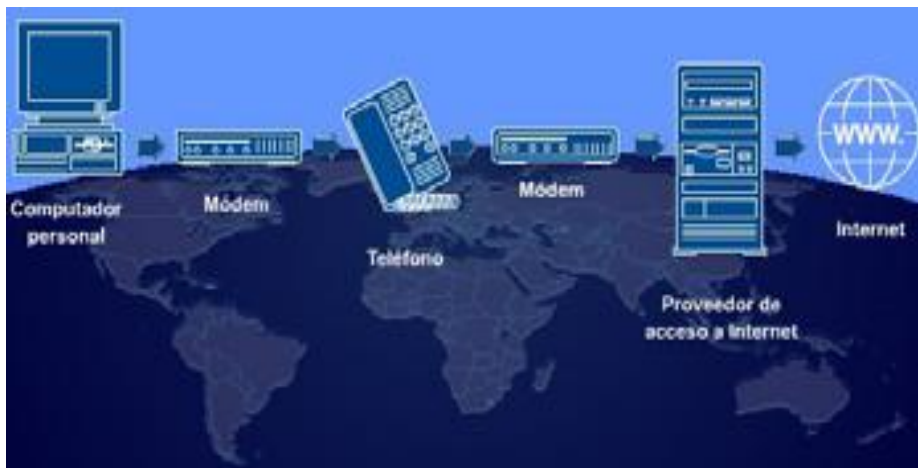 Computador
personal
Módem
Teléfono
Módem
Proveedor de
acceso a Internet
WWW.
Internet